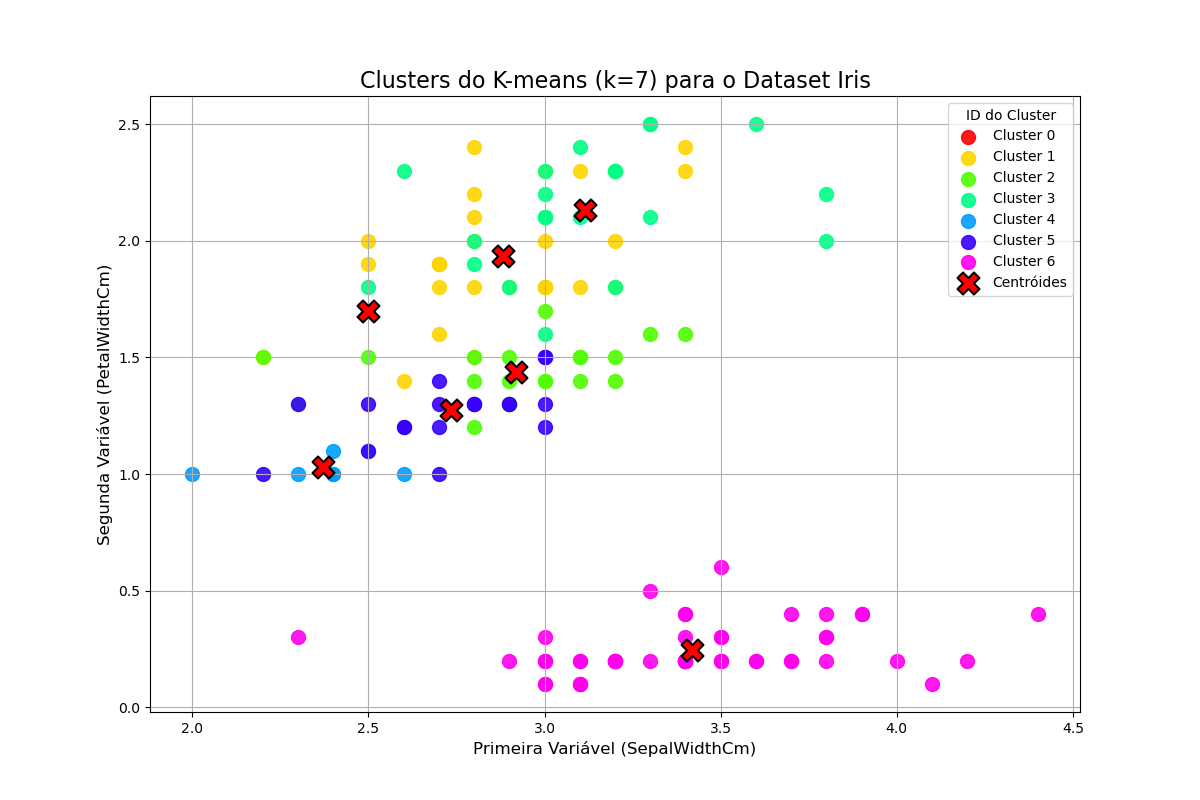 Clusters do K-means (k=7) para o Dataset Iris
ID do Cluster
Cluster 0
Cluster 1
Cluster 2
Cluster 3
Cluster 4
Cluster 5
Cluster 6
Centróides
Segunda Variável (PetalWidthCm)
2.5
2.0
1.5
1.0
0.5
0.0
2.0 2.5 3.0 3.5 4.0 4.5
Primeira Variável (SepalWidthCm)